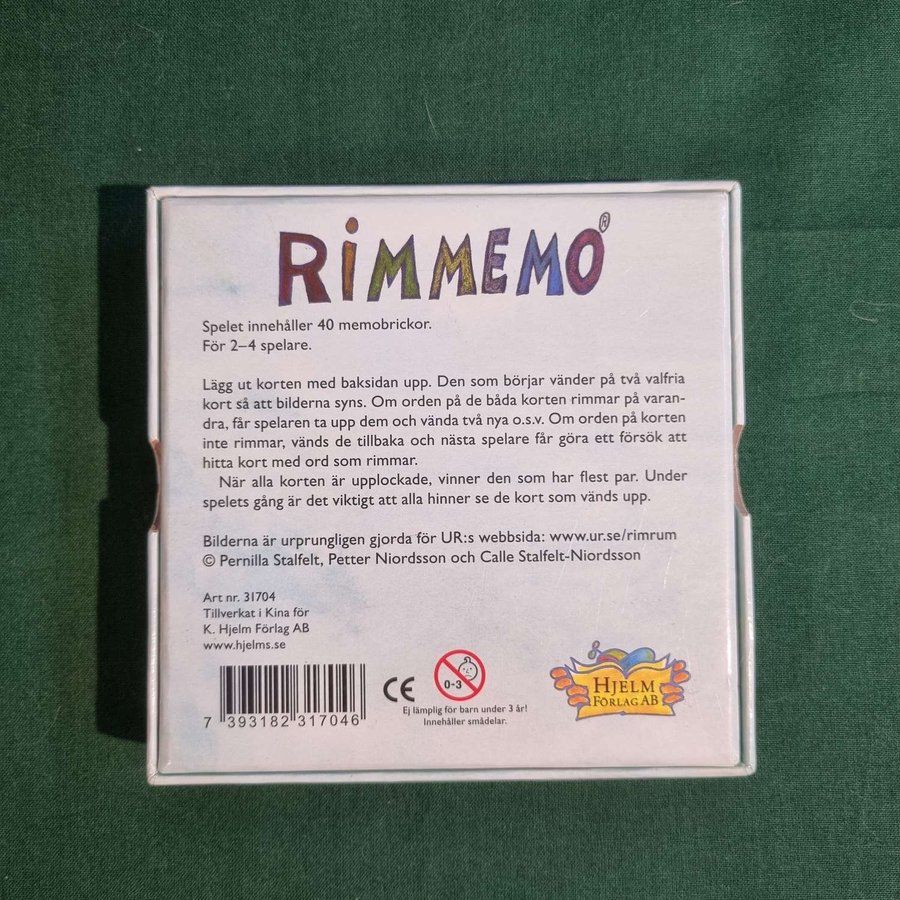 RiMMEMO®
Spelet innehåller 40 memobrickor.
För 2–4 spelare.
Lägg ut korten med baksidan upp. Den som börjar vänder på två valfria
kort så att bilderna syns. Om orden på de båda korten rimmar på varan-
dra, får spelaren ta upp dem och vända två nya o.s.v. Om orden på korten
inte rimmar, vänds de tillbaka och nästa spelare får göra ett försök att
hitta kort med ord som rimmar.
När alla korten är upplockade, vinner den som har flest par. Under
spelets gång är det viktigt att alla hinner se de kort som vänds upp.
Bilderna är urprungligen gjorda för UR:s webbsida: www.ur.se/rimrum
© Pernilla Stalfelt, Petter Niordsson och Calle Stalfelt-Niordsson
Art nr. 31704
Tillverkat i Kina för
K. Hjelm Förlag AB
www.hjelms.se
7 393182 317046
CE
0-3
Ej lämplig för barn under 3 år!
Innehåller smådelar.
HJELM
FÖRLAG AB